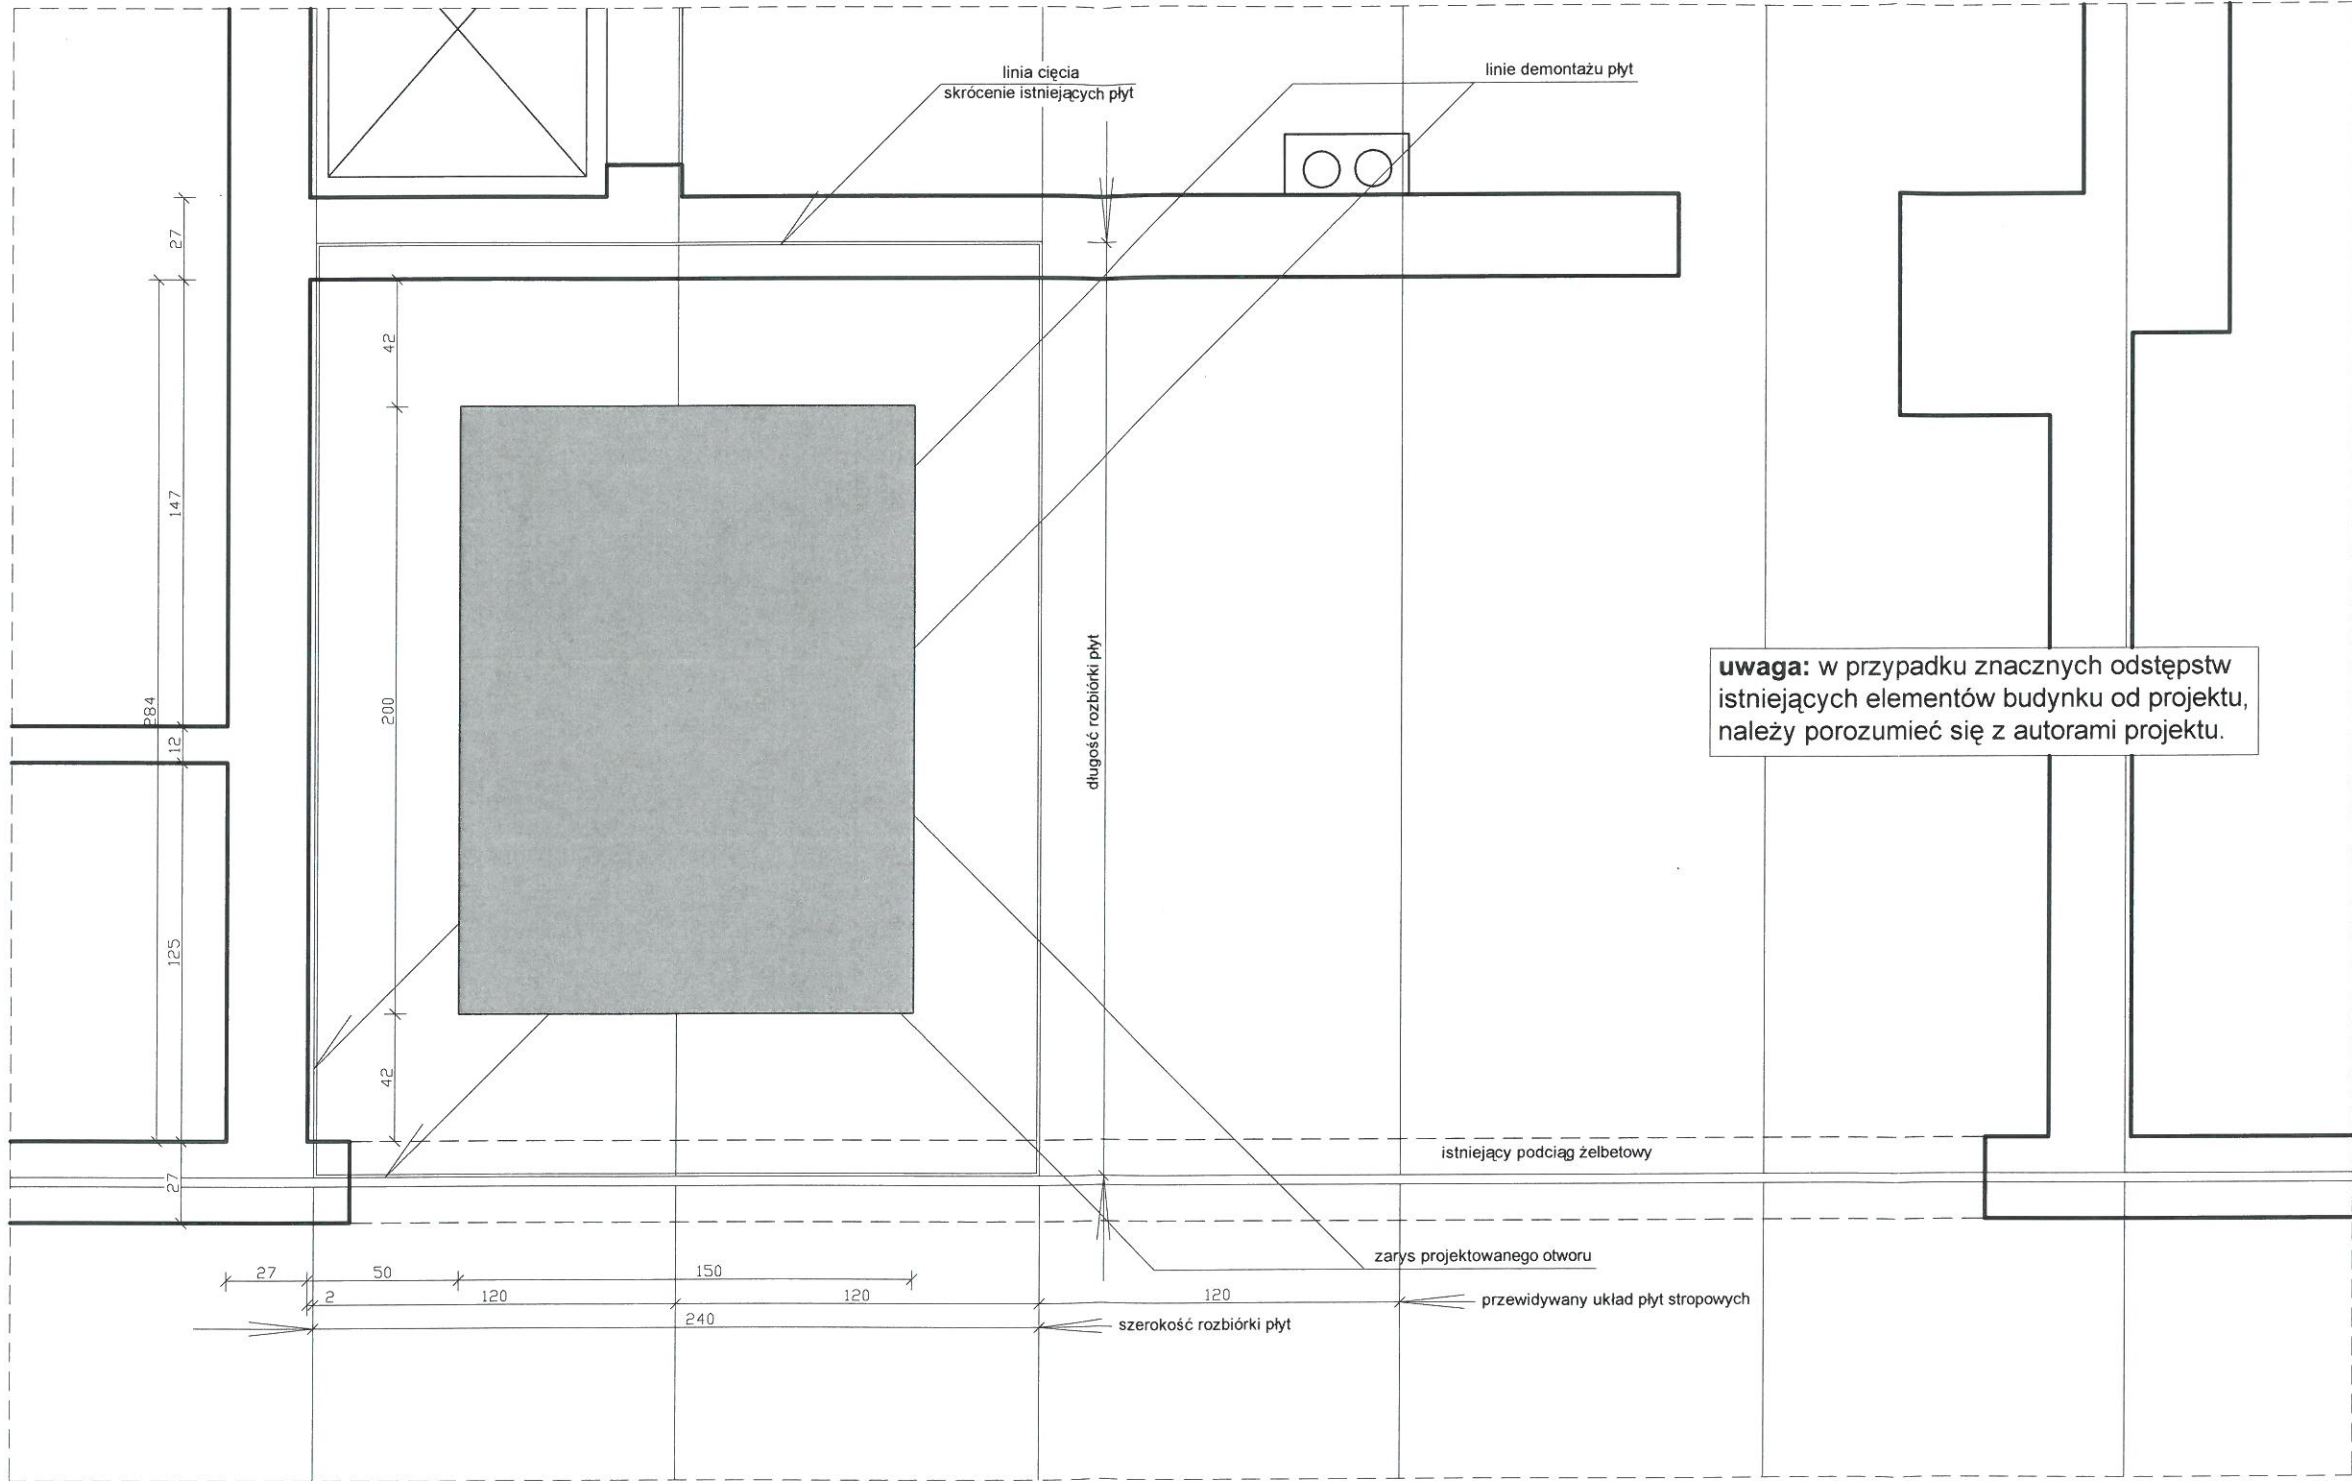 linia cięcia
skrócenie istniejących płyt
linie demontażu płyt
27
42
147
284
200
12
długość rozbiórki płyt
uwaga: w przypadku znacznych odstępstw
istniejących elementów budynku od projektu,
należy porozumieć się z autorami projektu.
125
42
27
istniejący podciąg żelbetowy
zarys projektowanego otworu
27 50 150
2 120 120 120 przewidywany układ płyt stropowych
240 szerokość rozbiórki płyt